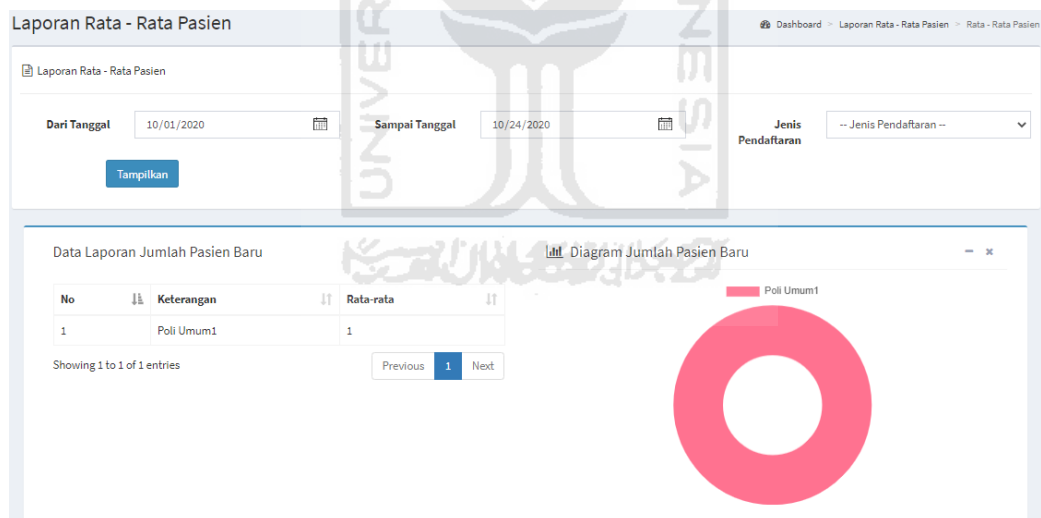 Laporan Rata - Rata Pasien
Dashboard > Laporan Rata - Rata Pasien > Rata - Rata Pasien
Laporan Rata - Rata Pasien
Dari Tanggal 10/01/2020 Sampai Tanggal 10/24/2020 Jenis Pendaftaran -- Jenis Pendaftaran --
Tampilkan
Data Laporan Jumlah Pasien Baru
Diagram Jumlah Pasien Baru
No Keterangan Rata-rata
1 Poli Umum1 1
Showing 1 to 1 of 1 entries
Previous 1 Next
Poli Umum1
UNIVER
NESIA